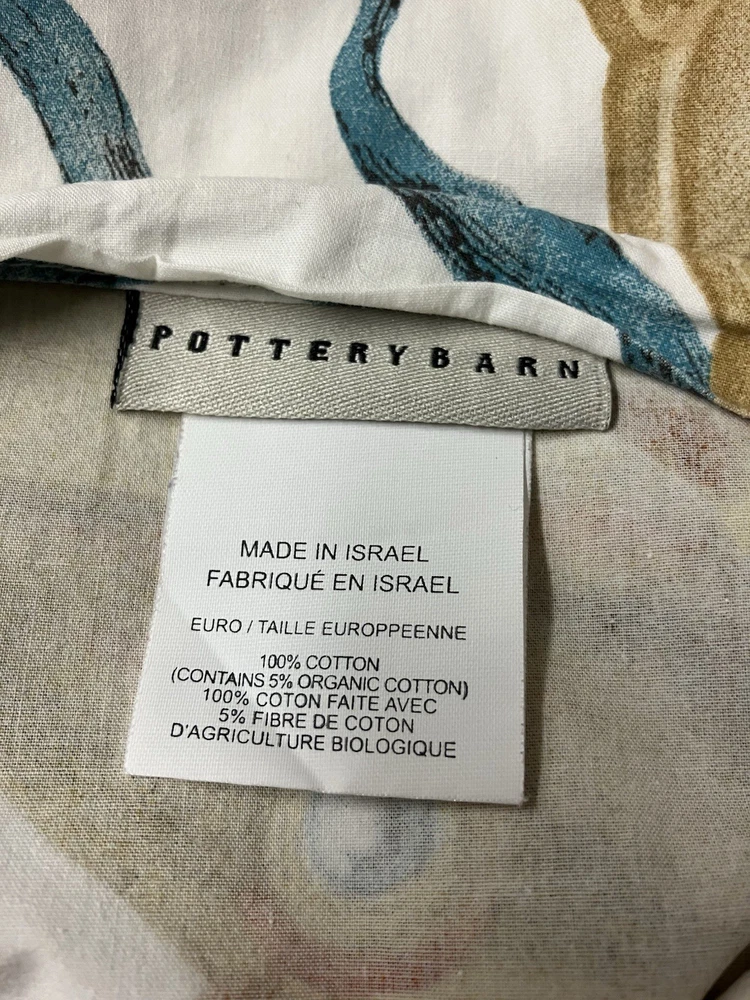 POTTERYBARN
MADE IN ISRAEL
FABRIQUÉ EN ISRAEL
EURO / TAILLE EUROPPEENNE
100% COTTON
(CONTAINS 5% ORGANIC COTTON)
100% COTON FAITE AVEC
5% FIBRE DE COTON
D'AGRICULTURE BIOLOGIQUE